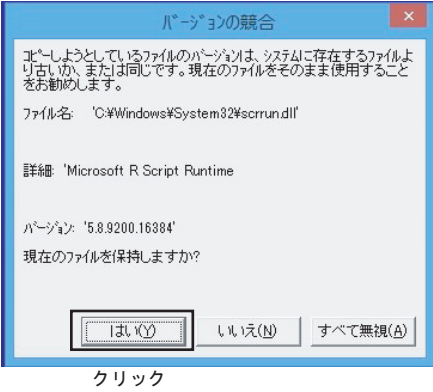 バージョンの競合
コピーしようとしているファイルのバージョンは、システムに存在するファイルよ
り古いか、または同じです。現在のファイルをそのまま使用すること
をお勧めします。
ファイル名: 'C:¥Windows¥System32¥scrrun.dll'
詳細: 'Microsoft R Script Runtime
バージョン: '5.8.9200.16384'
現在のファイルを保持しますか?
はい(Y) いいえ(N) すべて無視(A)
クリック